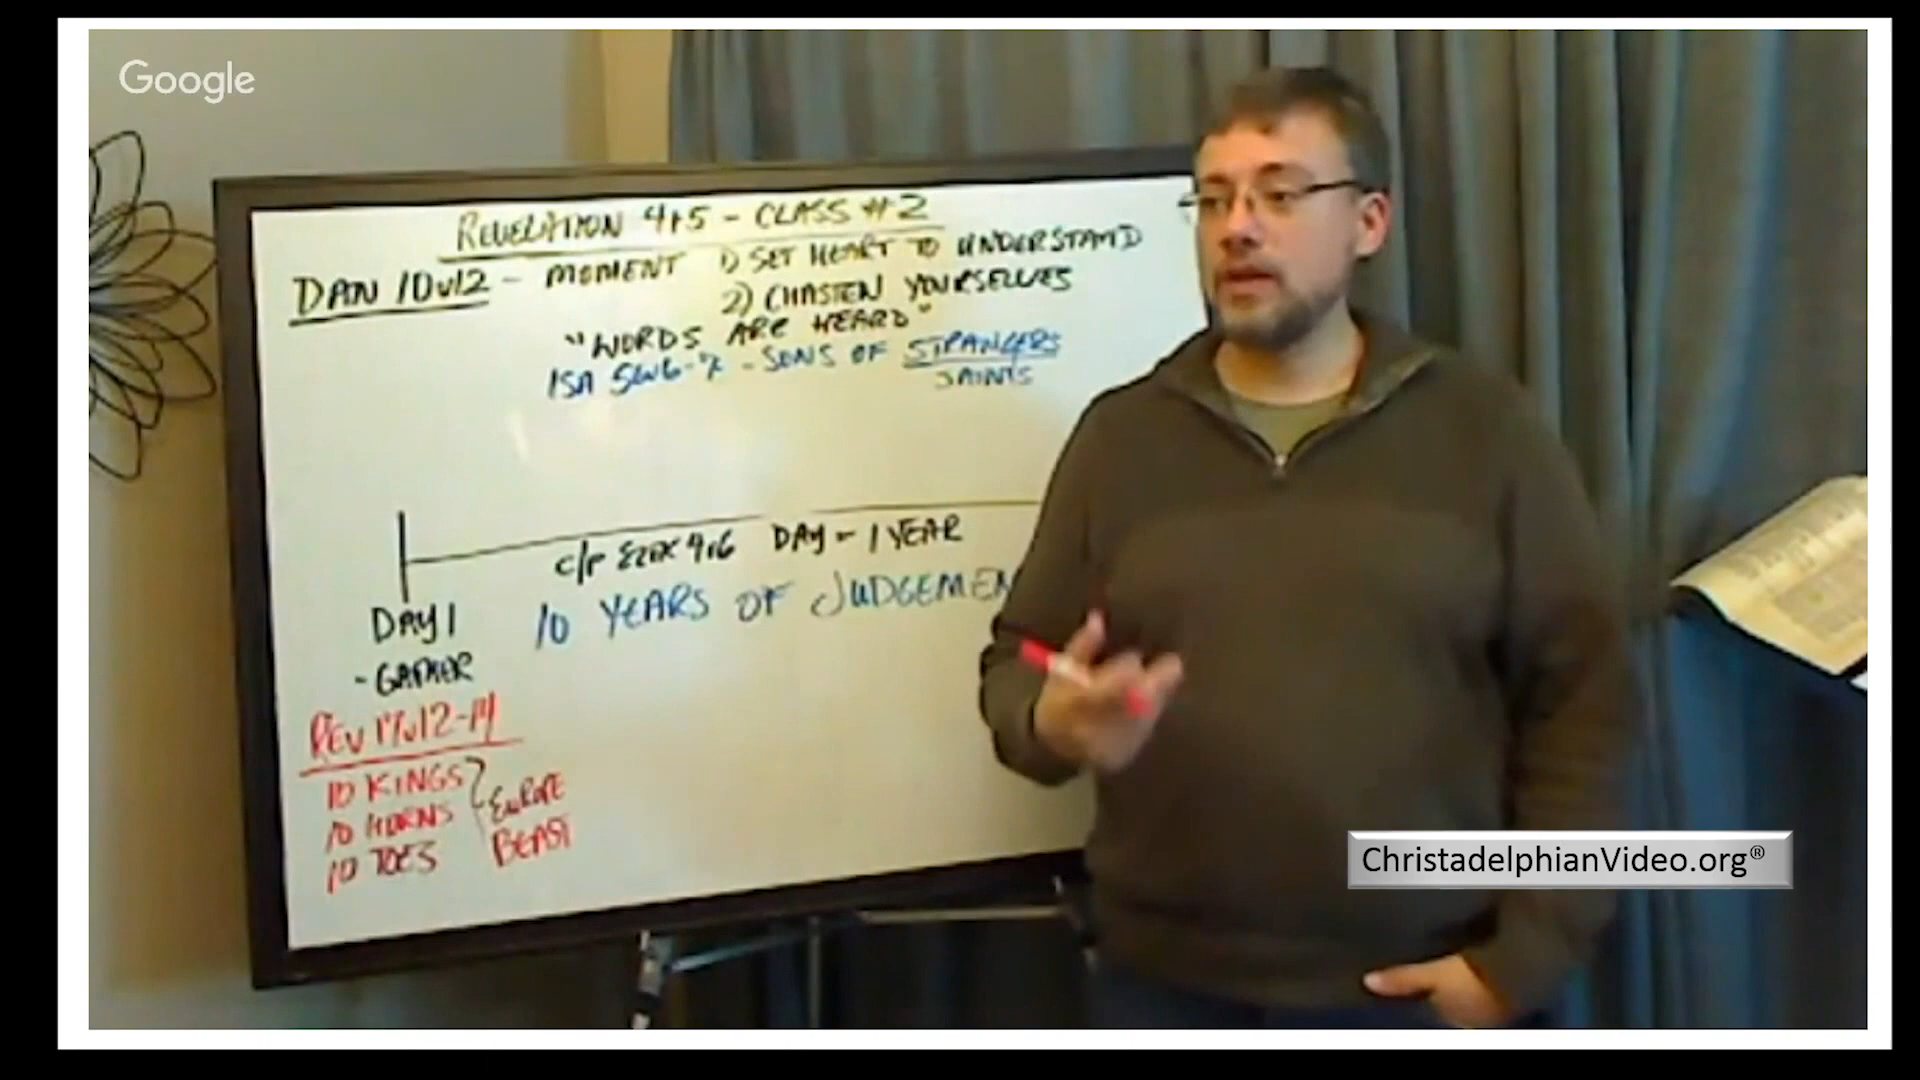 Google
REVELATION 4+5 - CLASS #2
DAN 10v12 - MOMENT 1) SET HEART TO UNDERSTAND
2) CHASTEN YOURSELVES
"WORDS ARE HEARD"
ISA 56v6-7 - SONS OF STRANGERS
SAINTS
c/p EZEK 4v6 DAY = 1 YEAR
10 YEARS OF JUDGEMEN
DAY 1
- GATHER
REV 17v12-14
10 KINGS
10 HORNS
10 TOES
EUROPE
BEAST
ChristadelphianVideo.org®